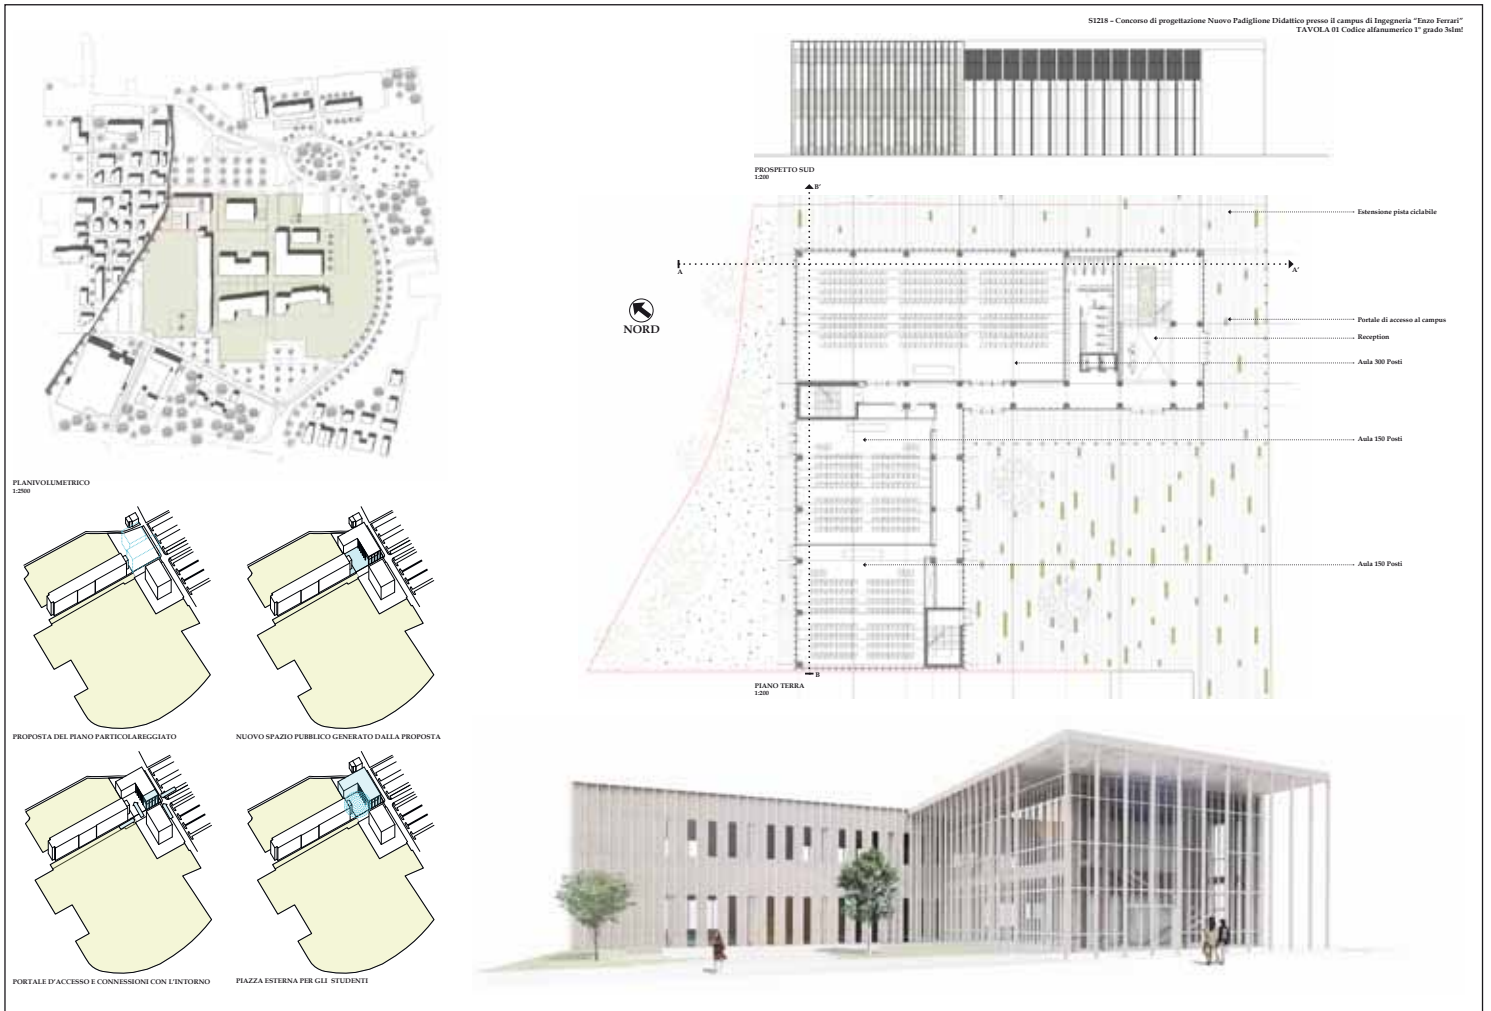 S1218 – Concorso di progettazione Nuovo Padiglione Didattico presso il campus di Ingegneria "Enzo Ferrari"
TAVOLA 01 Codice alfanumerico 1° grado 3slm!
PROSPETTO SUD
1:200
B'
Estensione pista ciclabile
A
A'
NORD
Portale di accesso al campus
Reception
Aula 300 Posti
Aula 150 Posti
PLANIVOLUMETRICO
1:2500
Aula 150 Posti
B
PIANO TERRA
1:200
PROPOSTA DEL PIANO PARTICOLAREGGIATO
NUOVO SPAZIO PUBBLICO GENERATO DALLA PROPOSTA
PORTALE D'ACCESSO E CONNESSIONI CON L'INTORNO
PIAZZA ESTERNA PER GLI STUDENTI